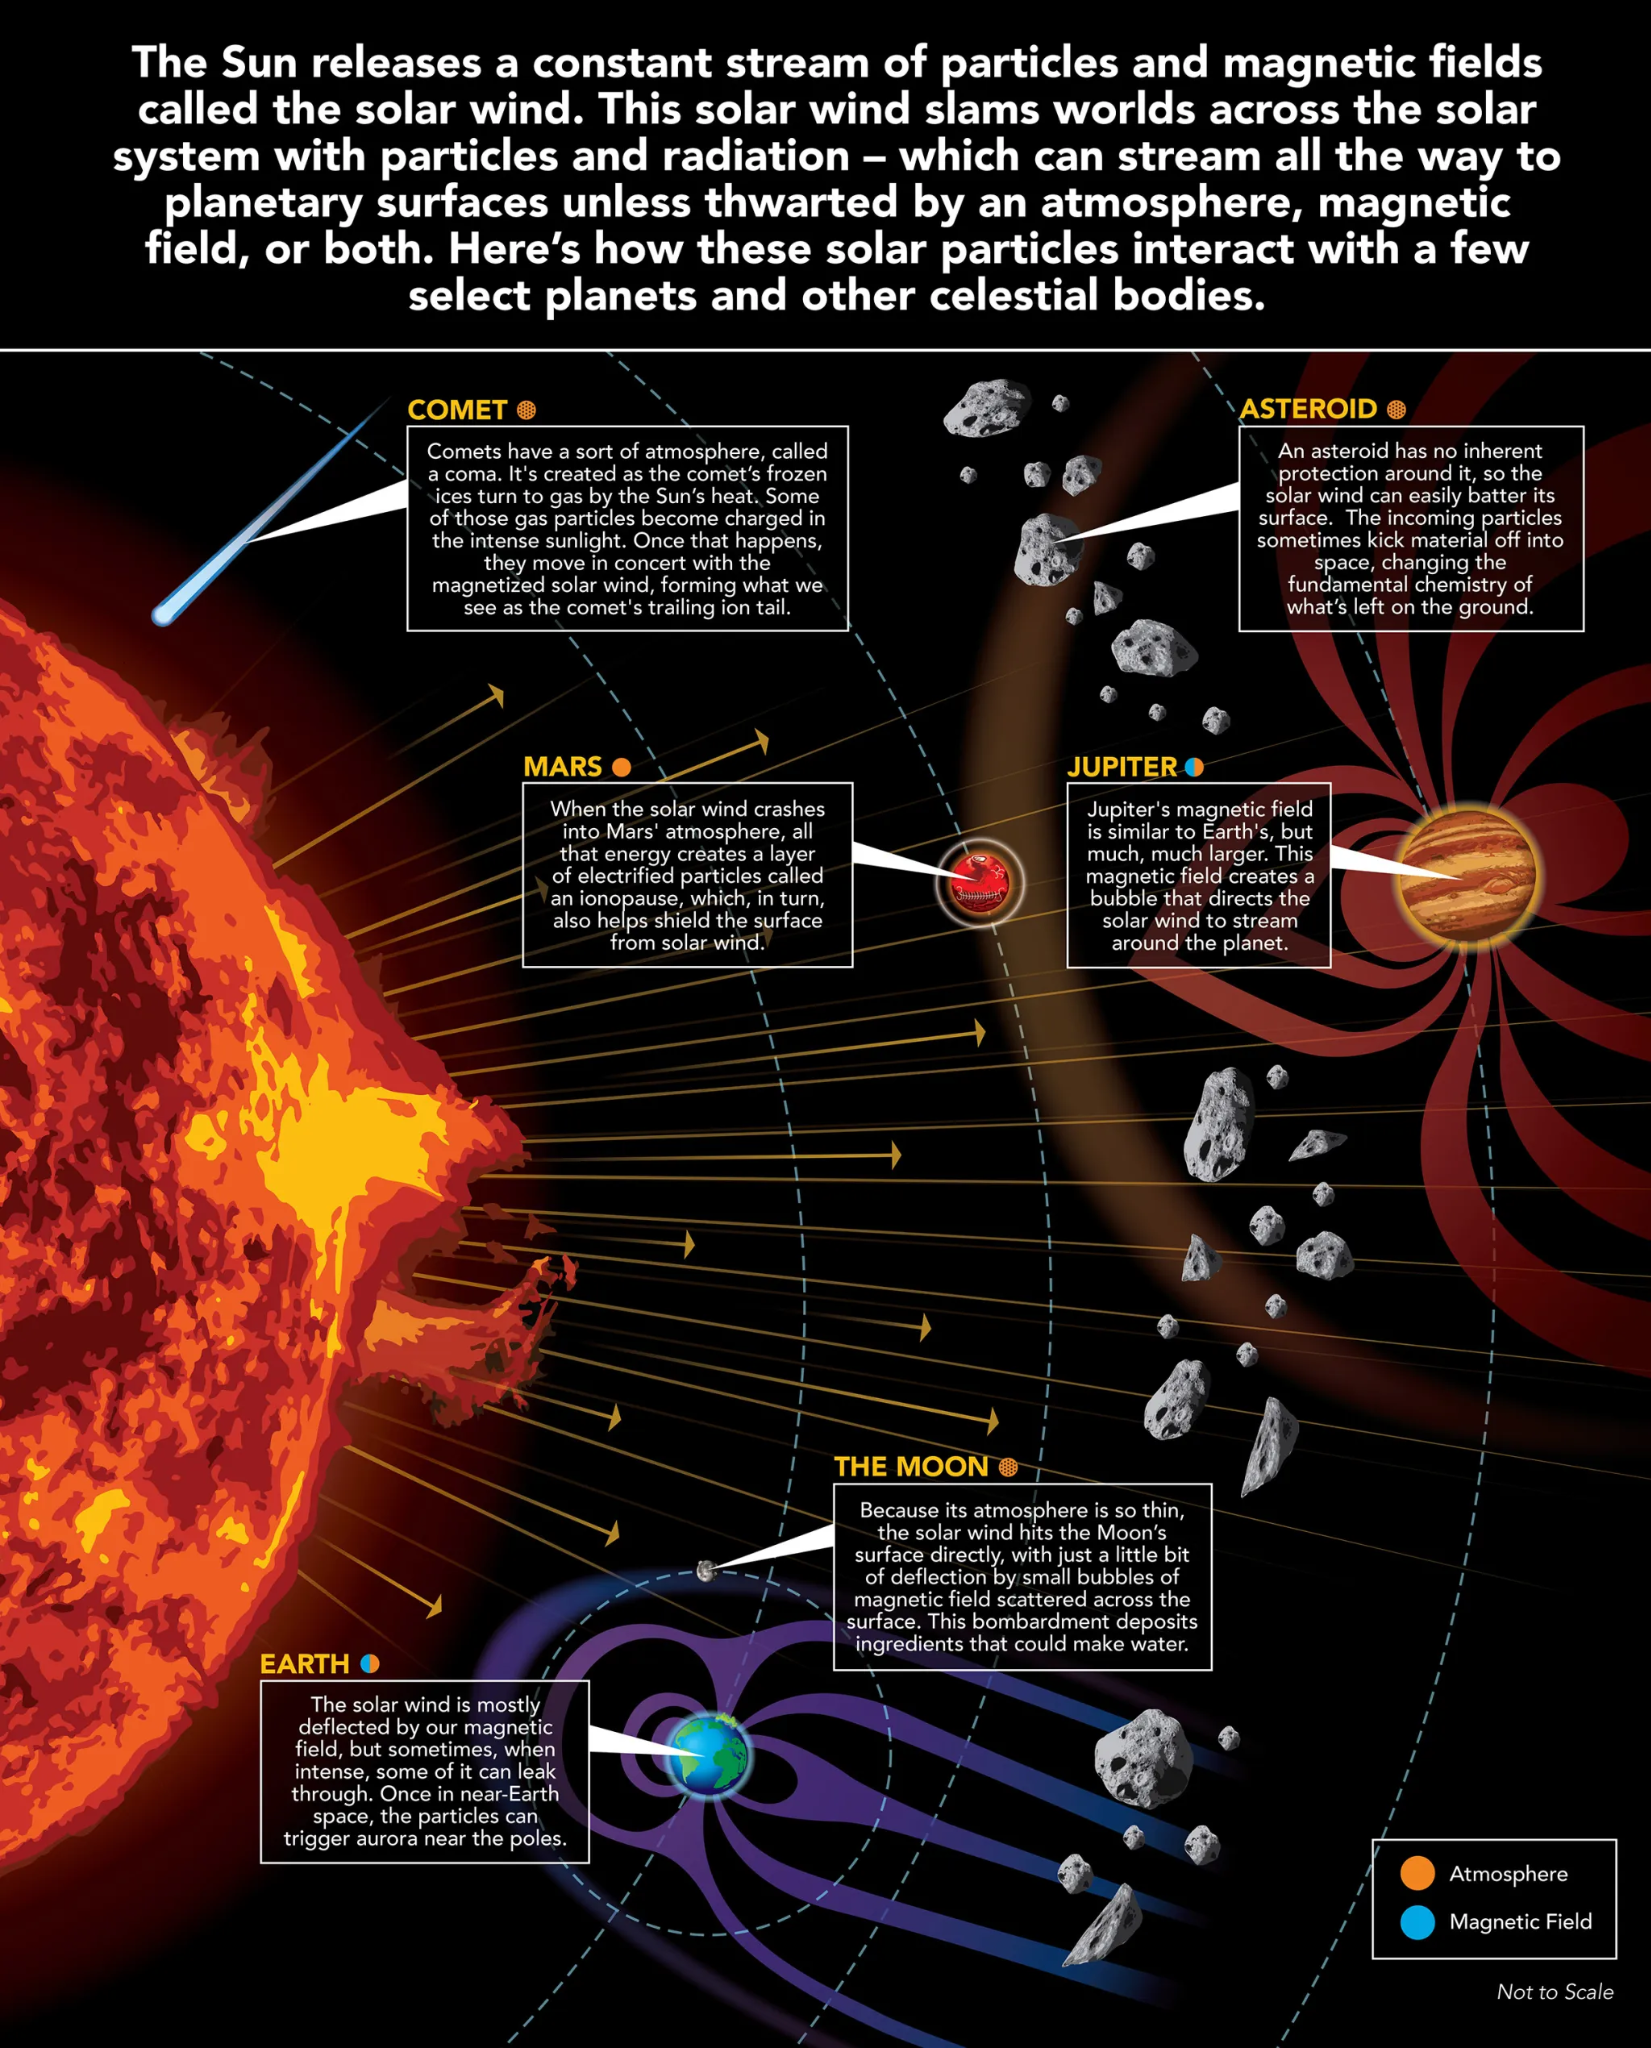 The Sun releases a constant stream of particles and magnetic fields
called the solar wind. This solar wind slams worlds across the solar
system with particles and radiation – which can stream all the way to
planetary surfaces unless thwarted by an atmosphere, magnetic
field, or both. Here's how these solar particles interact with a few
select planets and other celestial bodies.
COMET
Comets have a sort of atmosphere, called
a coma. It's created as the comet's frozen
ices turn to gas by the Sun's heat. Some
of those gas particles become charged in
the intense sunlight. Once that happens,
they move in concert with the
magnetized solar wind, forming what we
see as the comet's trailing ion tail.
ASTEROID
An asteroid has no inherent
protection around it, so the
solar wind can easily batter its
surface.  The incoming particles
sometimes kick material off into
space, changing the
fundamental chemistry of
what's left on the ground.
MARS
When the solar wind crashes
into Mars' atmosphere, all
that energy creates a layer
of electrified particles called
an ionopause, which, in turn,
also helps shield the surface
from solar wind.
JUPITER
Jupiter's magnetic field
is similar to Earth's, but
much, much larger. This
magnetic field creates a
bubble that directs the
solar wind to stream
around the planet.
THE MOON
Because its atmosphere is so thin,
the solar wind hits the Moon's
surface directly, with just a little bit
of deflection by small bubbles of
magnetic field scattered across the
surface. This bombardment deposits
ingredients that could make water.
EARTH
The solar wind is mostly
deflected by our magnetic
field, but sometimes, when
intense, some of it can leak
through. Once in near-Earth
space, the particles can
trigger aurora near the poles.
Atmosphere
Magnetic Field
Not to Scale